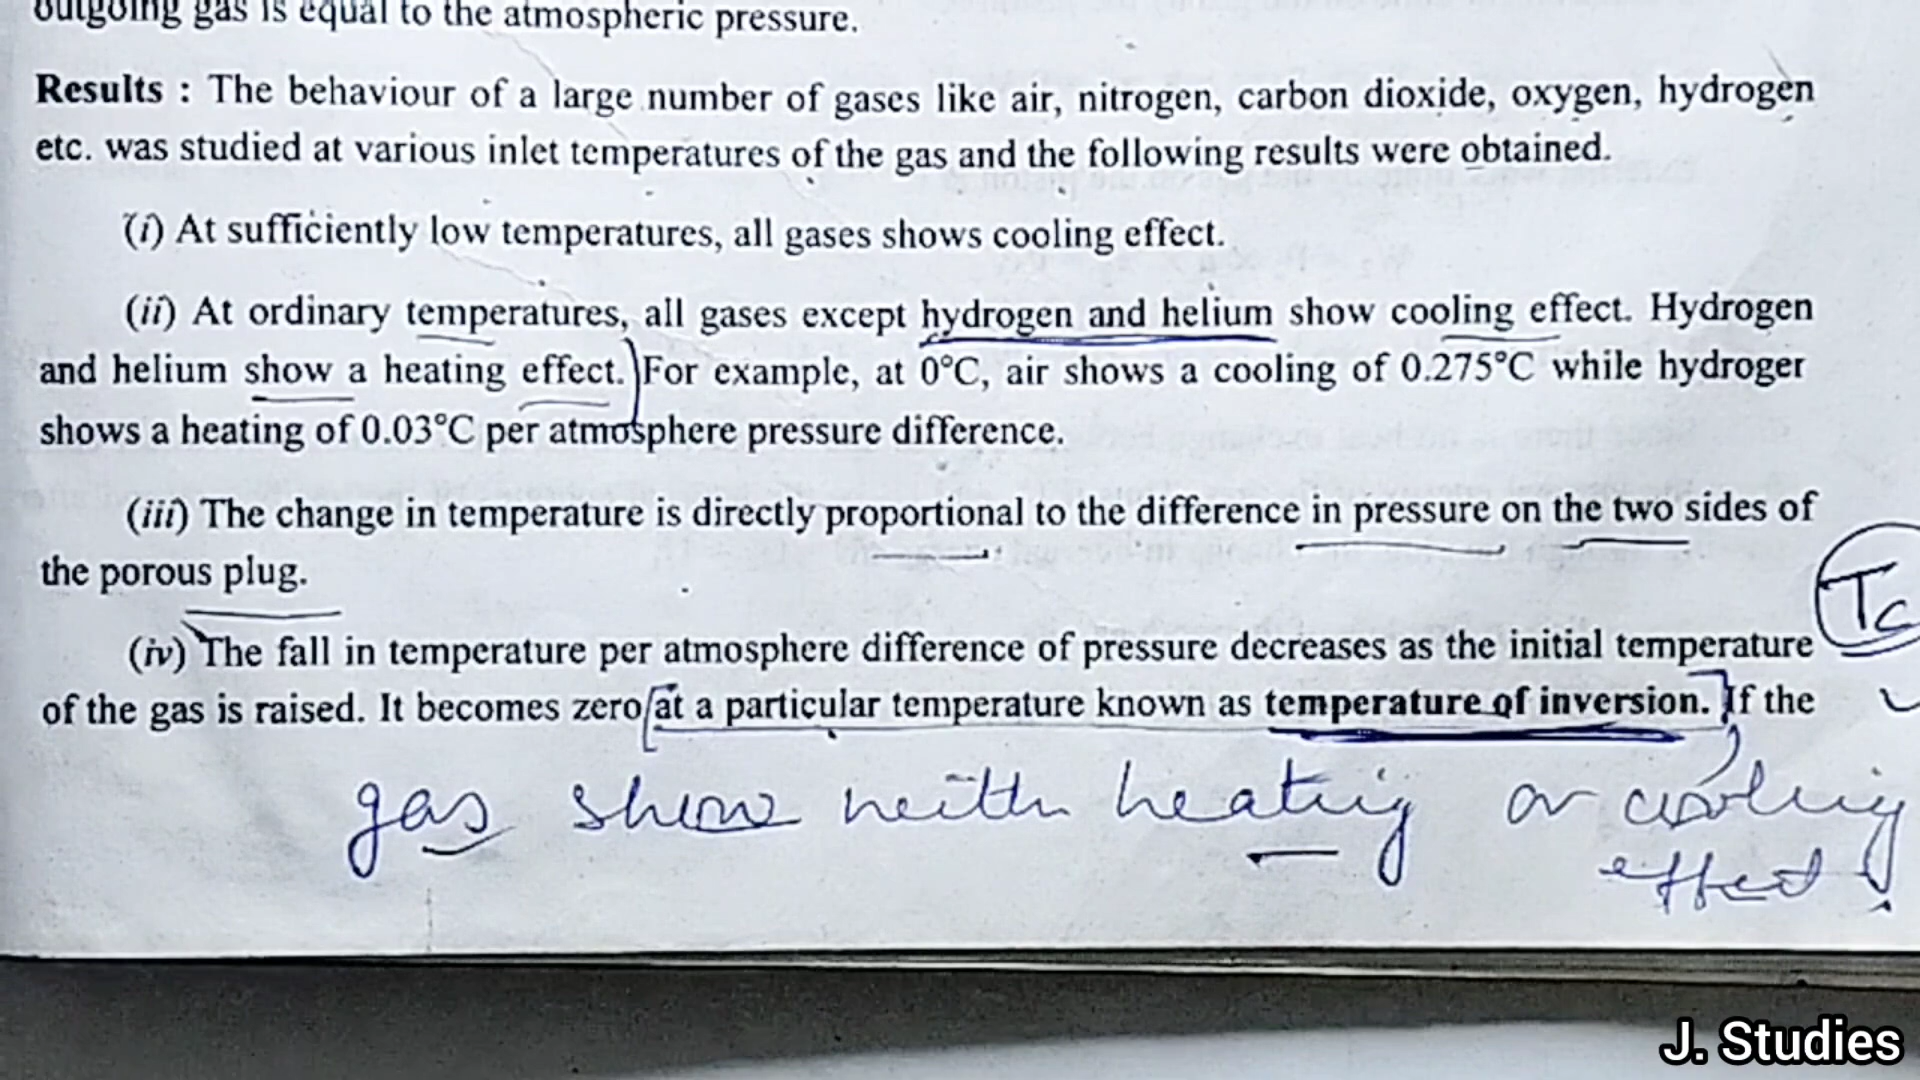 outgoing gas is equal to the atmospheric pressure.
Results : The behaviour of a large number of gases like air, nitrogen, carbon dioxide, oxygen, hydrogen
etc. was studied at various inlet temperatures of the gas and the following results were obtained.
(i) At sufficiently low temperatures, all gases shows cooling effect.
(ii) At ordinary temperatures, all gases except hydrogen and helium show cooling effect. Hydrogen
and helium show a heating effect. For example, at 0°C, air shows a cooling of 0.275°C while hydroger
shows a heating of 0.03°C per atmosphere pressure difference.
(iii) The change in temperature is directly proportional to the difference in pressure on the two sides of
the porous plug.
Tc
(iv) The fall in temperature per atmosphere difference of pressure decreases as the initial temperature
of the gas is raised. It becomes zero at a particular temperature known as temperature of inversion. If the
gas show neith heating or cooling
effect
J. Studies